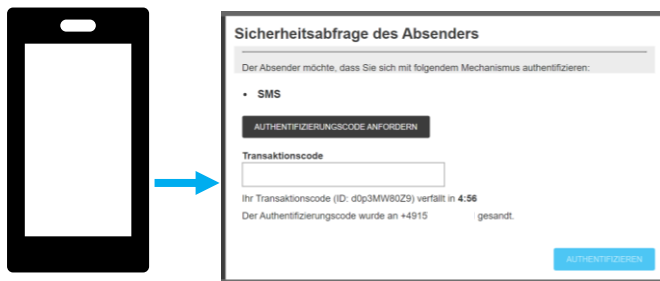 Sicherheitsabfrage des Absenders
Der Absender möchte, dass Sie sich mit folgendem Mechanismus authentifizieren:
• SMS
AUTHENTIFIZIERUNGSCODE ANFORDERN
Transaktionscode
Ihr Transaktionscode (ID: d0p3MW80Z9) verfällt in 4:56
Der Authentifizierungscode wurde an +4915 gesandt.
AUTHENTIFIZIEREN